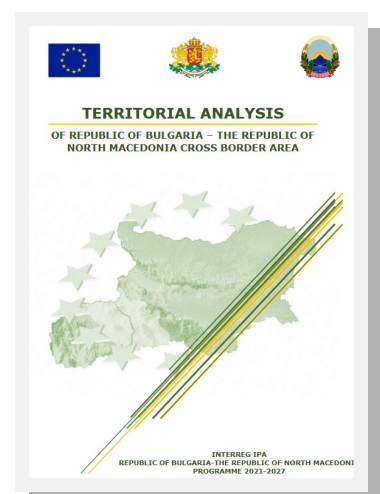 TERRITORIAL ANALYSIS
OF REPUBLIC OF BULGARIA – THE REPUBLIC OF
NORTH MACEDONIA CROSS BORDER AREA
INTERREG IPA
REPUBLIC OF BULGARIA-THE REPUBLIC OF NORTH MACEDONI
PROGRAMME 2021-2027